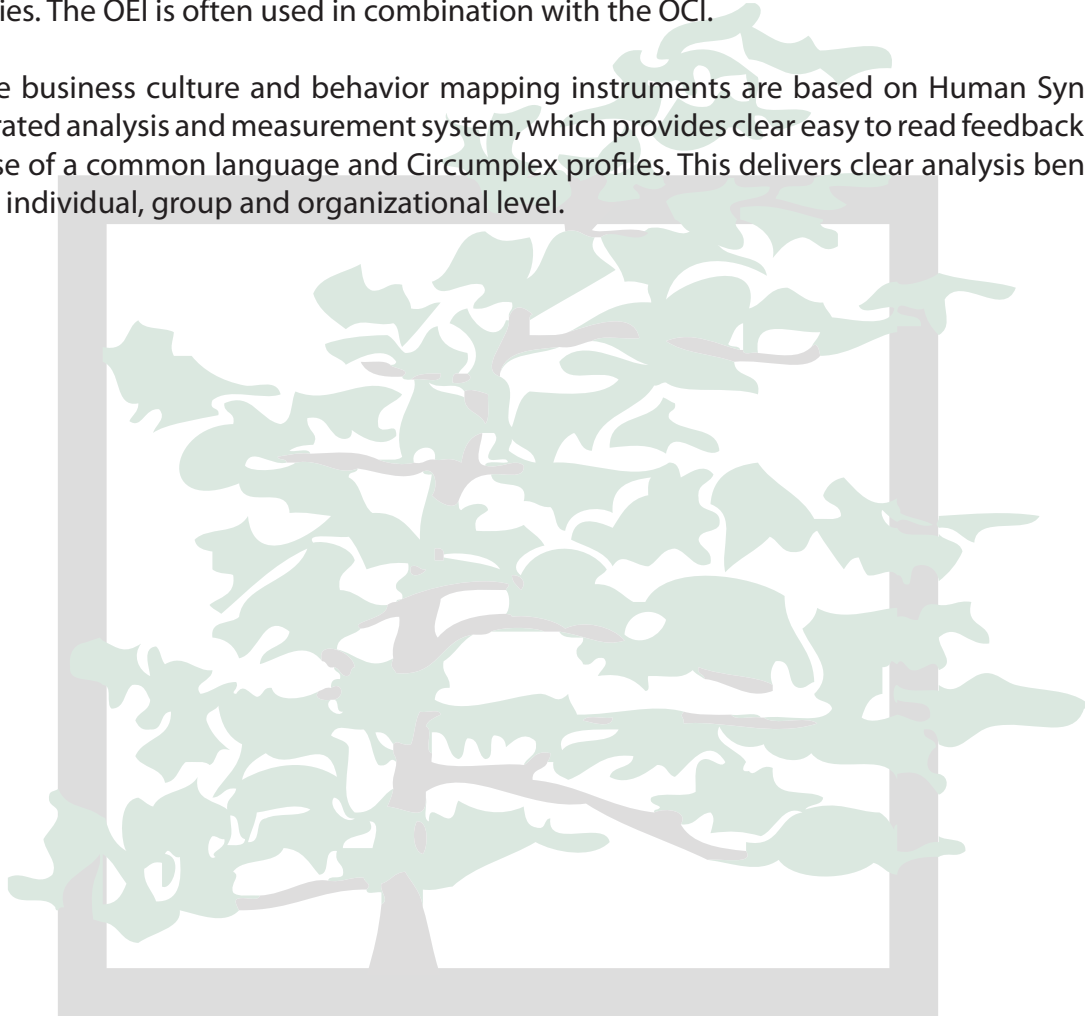 ies. The OEI is often used in combination with the OCI.
e business culture and behavior mapping instruments are based on Human Syn
rated analysis and measurement system, which provides clear easy to read feedback
se of a common language and Circumplex profiles. This delivers clear analysis ben
individual, group and organizational level.